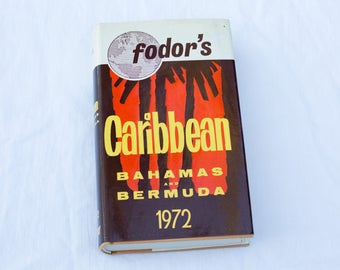 fodor's
Caribbean
BAHAMAS
AND
BERMUDA
1972